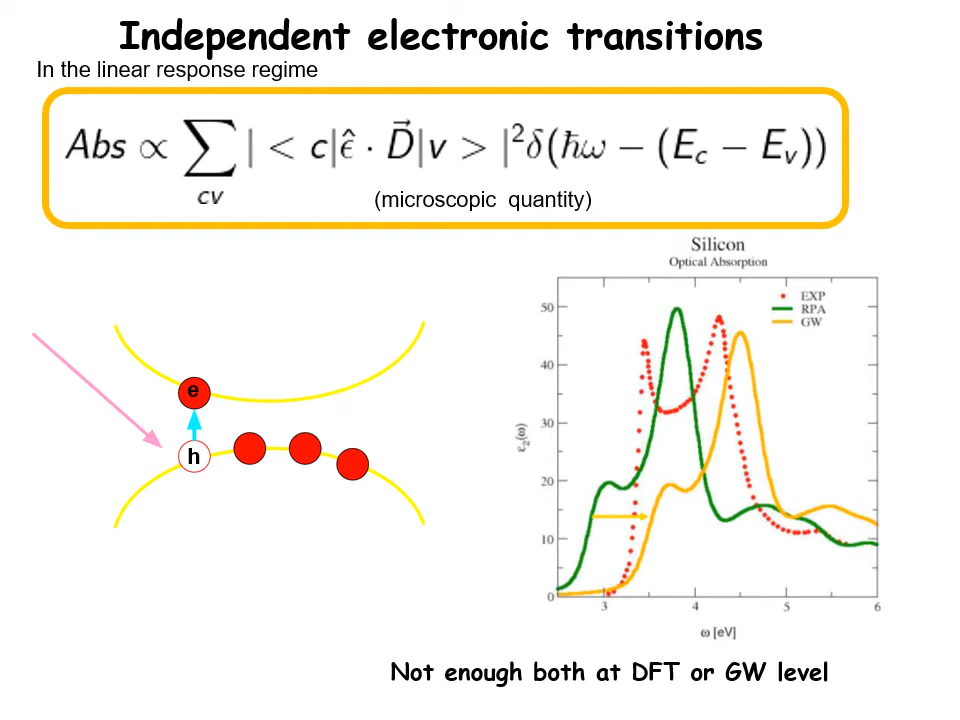 Independent electronic transitions
In the linear response regime
Abs ∝ ∑ | < c|ε̂ · D⃗|v > |²δ(ħω − (E_c − E_v))
cv
(microscopic quantity)
Silicon
Optical Absorption
EXP
RPA
GW
50
40
30
20
10
0
ε₂(ω)
3 4 5 6
ω [eV]
e
h
Not enough both at DFT or GW level